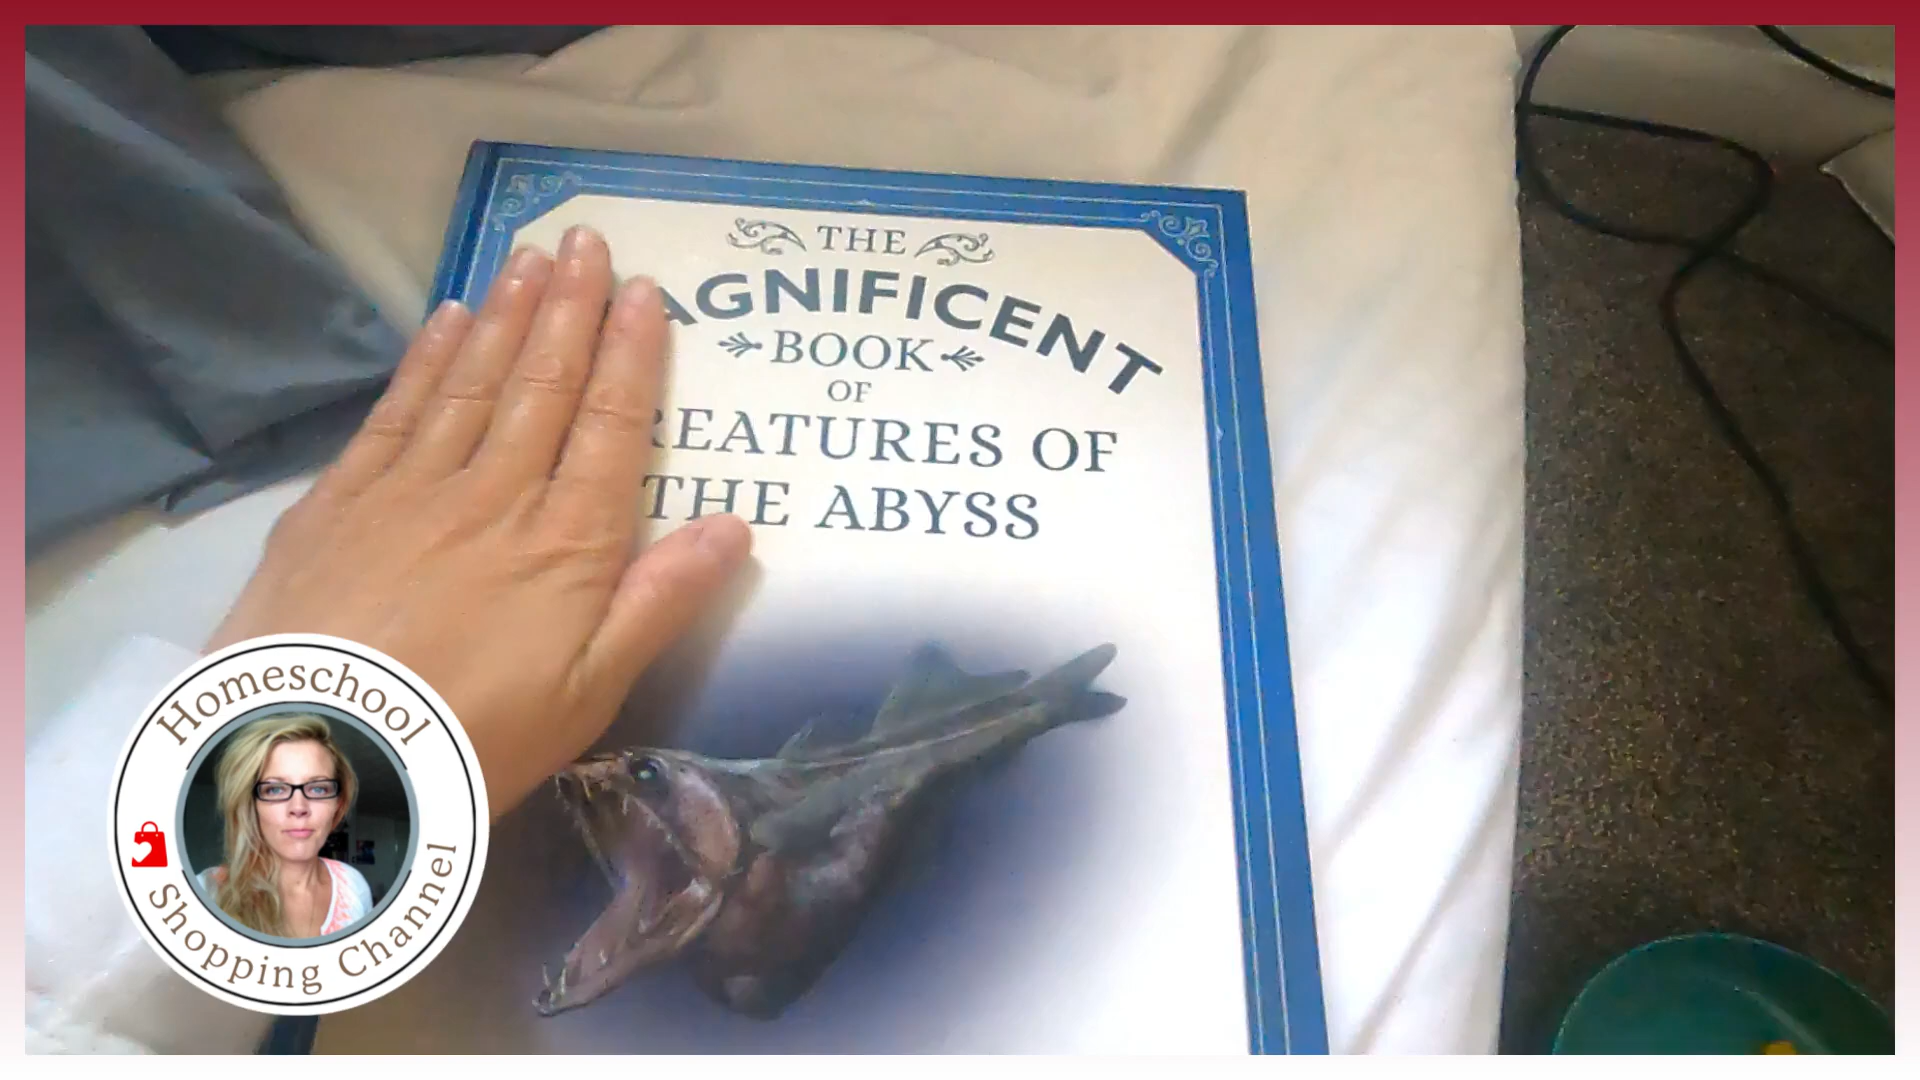 THE
AGNIFICENT
BOOK
OF
REATURES OF
THE ABYSS
Homeschool
Shopping Channel